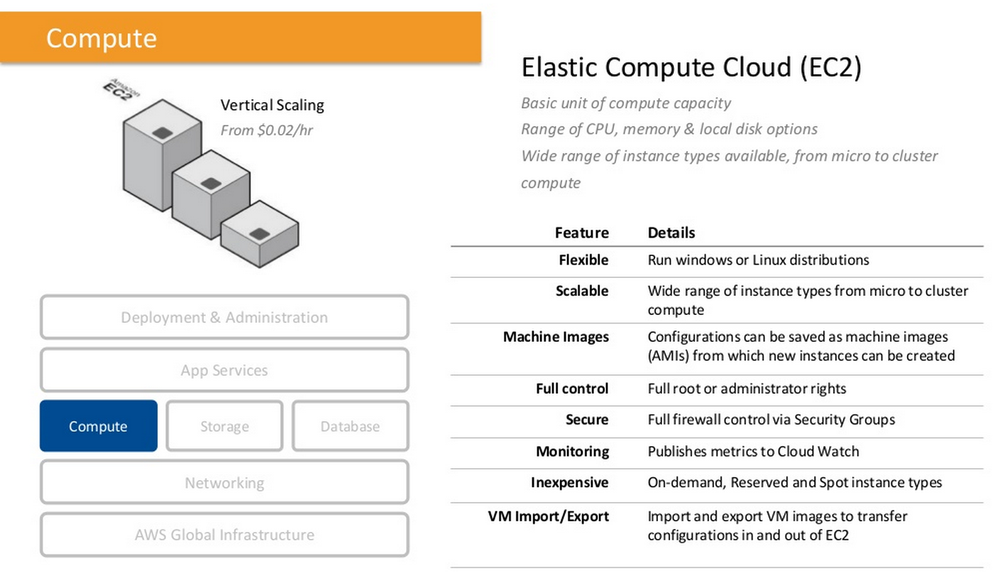 Compute
Amazon
EC2
Vertical Scaling
From $0.02/hr
Deployment & Administration
App Services
Compute
Storage
Database
Networking
AWS Global Infrastructure
Elastic Compute Cloud (EC2)
Basic unit of compute capacity
Range of CPU, memory & local disk options
Wide range of instance types available, from micro to cluster
compute
Feature Details
Flexible Run windows or Linux distributions
Scalable Wide range of instance types from micro to cluster
compute
Machine Images Configurations can be saved as machine images
(AMIs) from which new instances can be created
Full control Full root or administrator rights
Secure Full firewall control via Security Groups
Monitoring Publishes metrics to Cloud Watch
Inexpensive On-demand, Reserved and Spot instance types
VM Import/Export Import and export VM images to transfer
configurations in and out of EC2